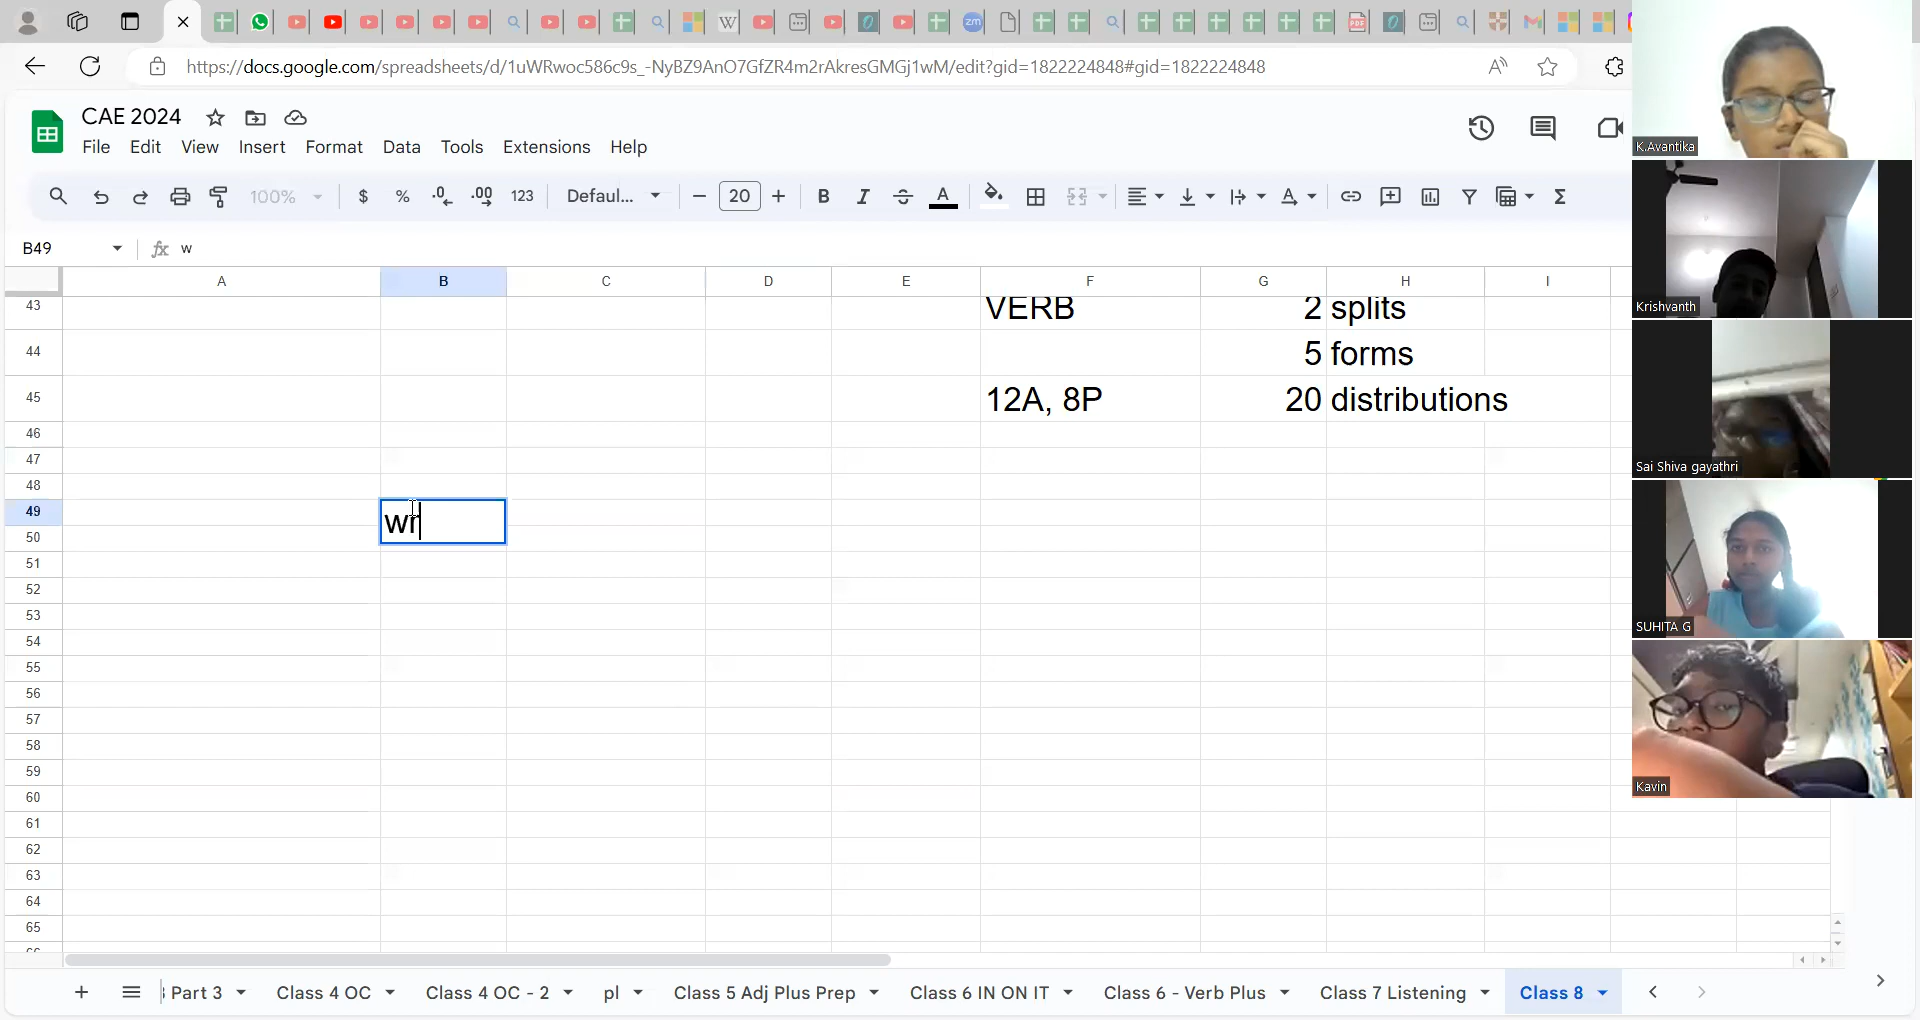 https://docs.google.com/spreadsheets/d/1uWRwoc586c9s_-NyBZ9AnO7GfZR4m2rAkresGMGj1wM/edit?gid=1822224848#gid=1822224848
CAE 2024
File Edit View Insert Format Data Tools Extensions Help
100% $ % .0 .00 123 Defaul... 20 B I S A
B49 fx w
A B C D E F G H I
43 VERB 2 splits
44 5 forms
45 12A, 8P 20 distributions
46
47
48
49 wr
50
51
52
53
54
55
56
57
58
59
60
61
62
63
64
65
Part 3 Class 4 OC Class 4 OC - 2 pl Class 5 Adj Plus Prep Class 6 IN ON IT Class 6 - Verb Plus Class 7 Listening Class 8
K.Avantika
Krishvanth
Sai Shiva gayathri
SUHITA G
Kavin